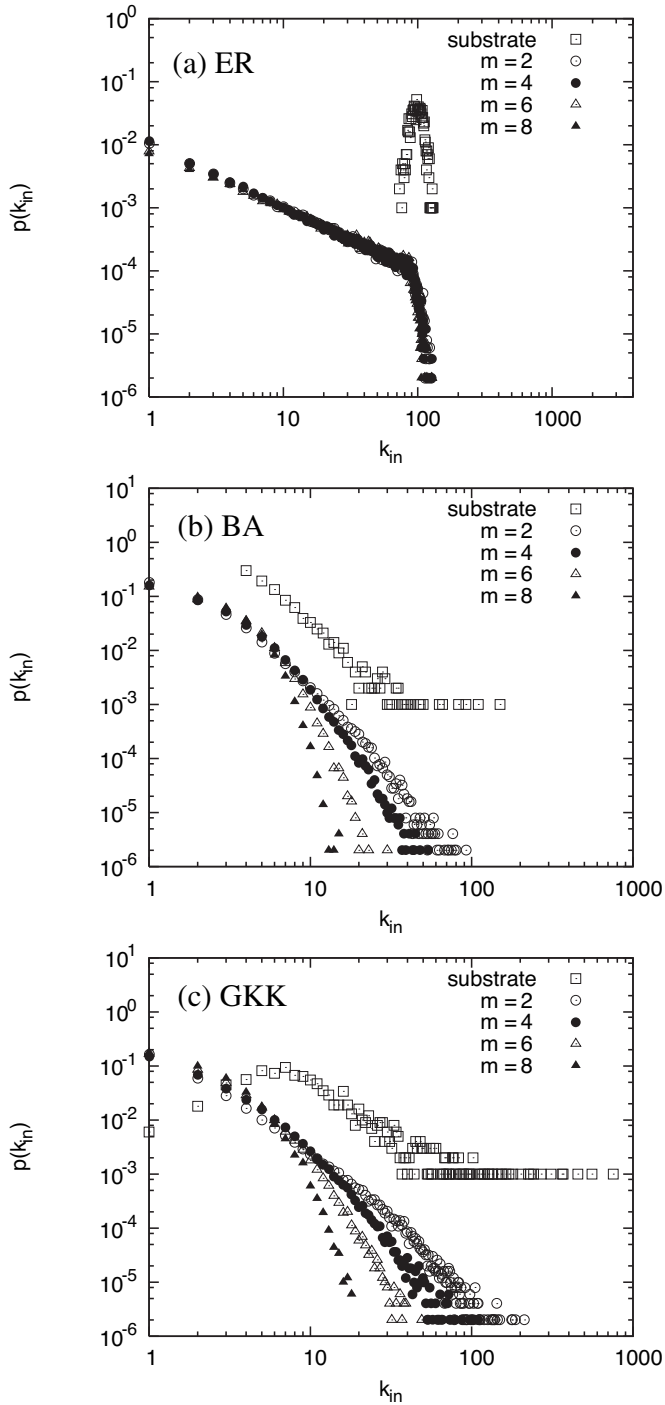 10^0
10^-1
10^-2
10^-3
10^-4
10^-5
10^-6
p(k_in)
(a) ER
substrate
m = 2
m = 4
m = 6
m = 8
1 10 100 1000
k_in
10^1
10^0
10^-1
10^-2
10^-3
10^-4
10^-5
10^-6
p(k_in)
(b) BA
substrate
m = 2
m = 4
m = 6
m = 8
1 10 100 1000
k_in
10^1
10^0
10^-1
10^-2
10^-3
10^-4
10^-5
10^-6
p(k_in)
(c) GKK
substrate
m = 2
m = 4
m = 6
m = 8
1 10 100 1000
k_in